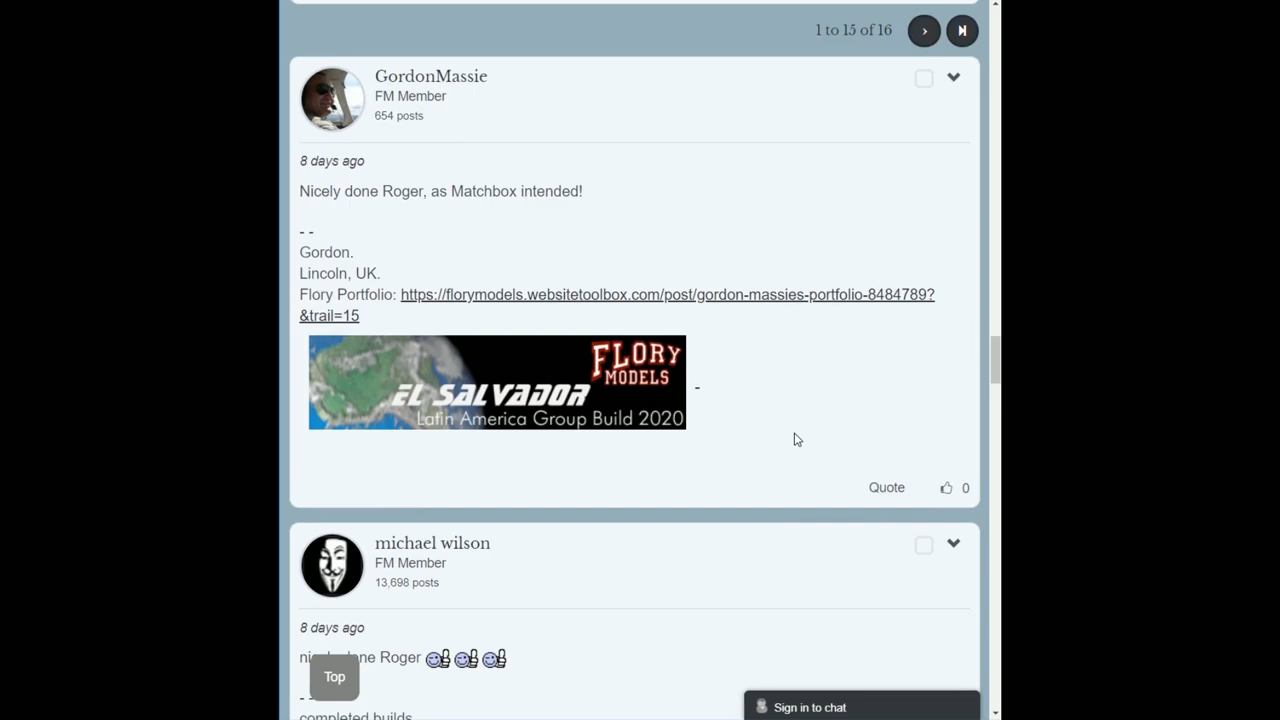 1 to 15 of 16
GordonMassie
FM Member
654 posts
8 days ago
Nicely done Roger, as Matchbox intended!
- -
Gordon.
Lincoln, UK.
Flory Portfolio: https://florymodels.websitetoolbox.com/post/gordon-massies-portfolio-8484789?
&trail=15
FLORY
MODELS
EL SALVADOR
Latin America Group Build 2020
-
Quote 0
michael wilson
FM Member
13,698 posts
8 days ago
Roger
Top
- -
completed builds
Sign in to chat